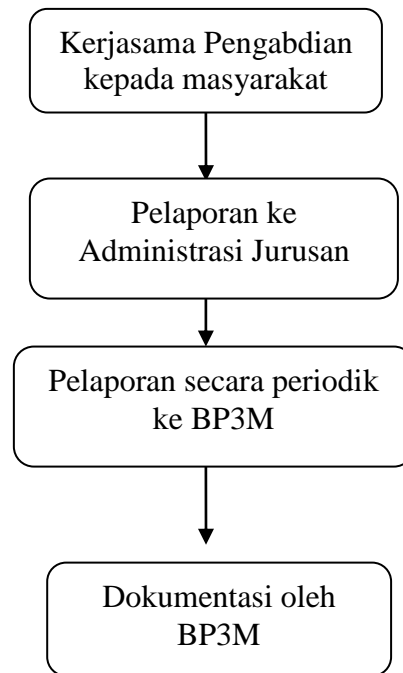 Kerjasama Pengabdian
kepada masyarakat
Pelaporan ke
Administrasi Jurusan
Pelaporan secara periodik
ke BP3M
Dokumentasi oleh
BP3M